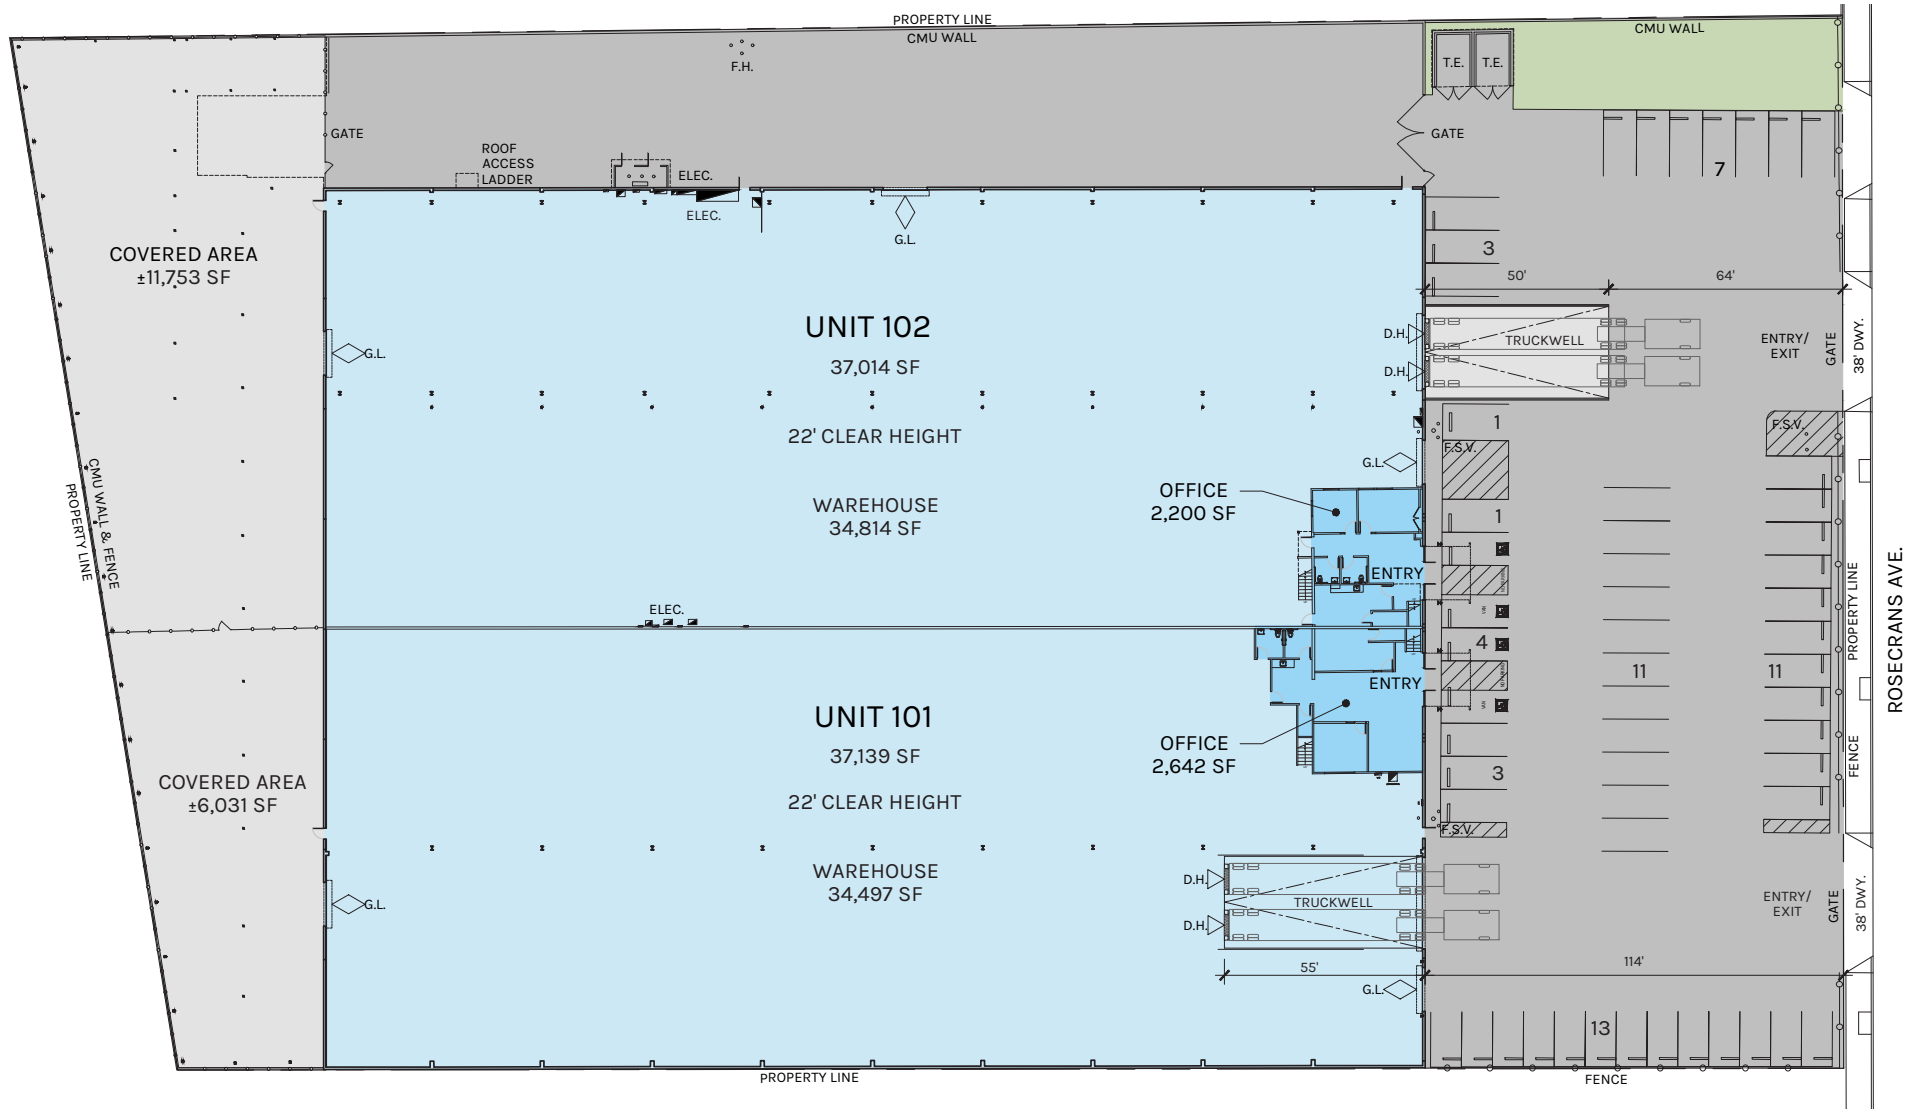 PROPERTY LINE
CMU WALL
CMU WALL
F.H.
T.E.
T.E.
GATE
GATE
ROOF
ACCESS
LADDER
ELEC.
ELEC.
7
G.L.
3
COVERED AREA
±11,753 SF
50'
64'
UNIT 102
37,014 SF
G.L.
D.H.
D.H.
TRUCKWELL
ENTRY/
EXIT
GATE
38' DWY.
22' CLEAR HEIGHT
1
F.S.V.
F.S.V.
G.L.
WAREHOUSE
34,814 SF
OFFICE
2,200 SF
1
CMU WALL & FENCE
PROPERTY LINE
ENTRY
ELEC.
4
VAN
VAN
11
11
PROPERTY LINE
FENCE
ROSECRANS AVE.
ENTRY
UNIT 101
37,139 SF
OFFICE
2,642 SF
COVERED AREA
±6,031 SF
22' CLEAR HEIGHT
3
F.S.V.
WAREHOUSE
34,497 SF
G.L.
D.H.
D.H.
TRUCKWELL
ENTRY/
EXIT
GATE
38' DWY.
55'
114'
G.L.
13
PROPERTY LINE
FENCE